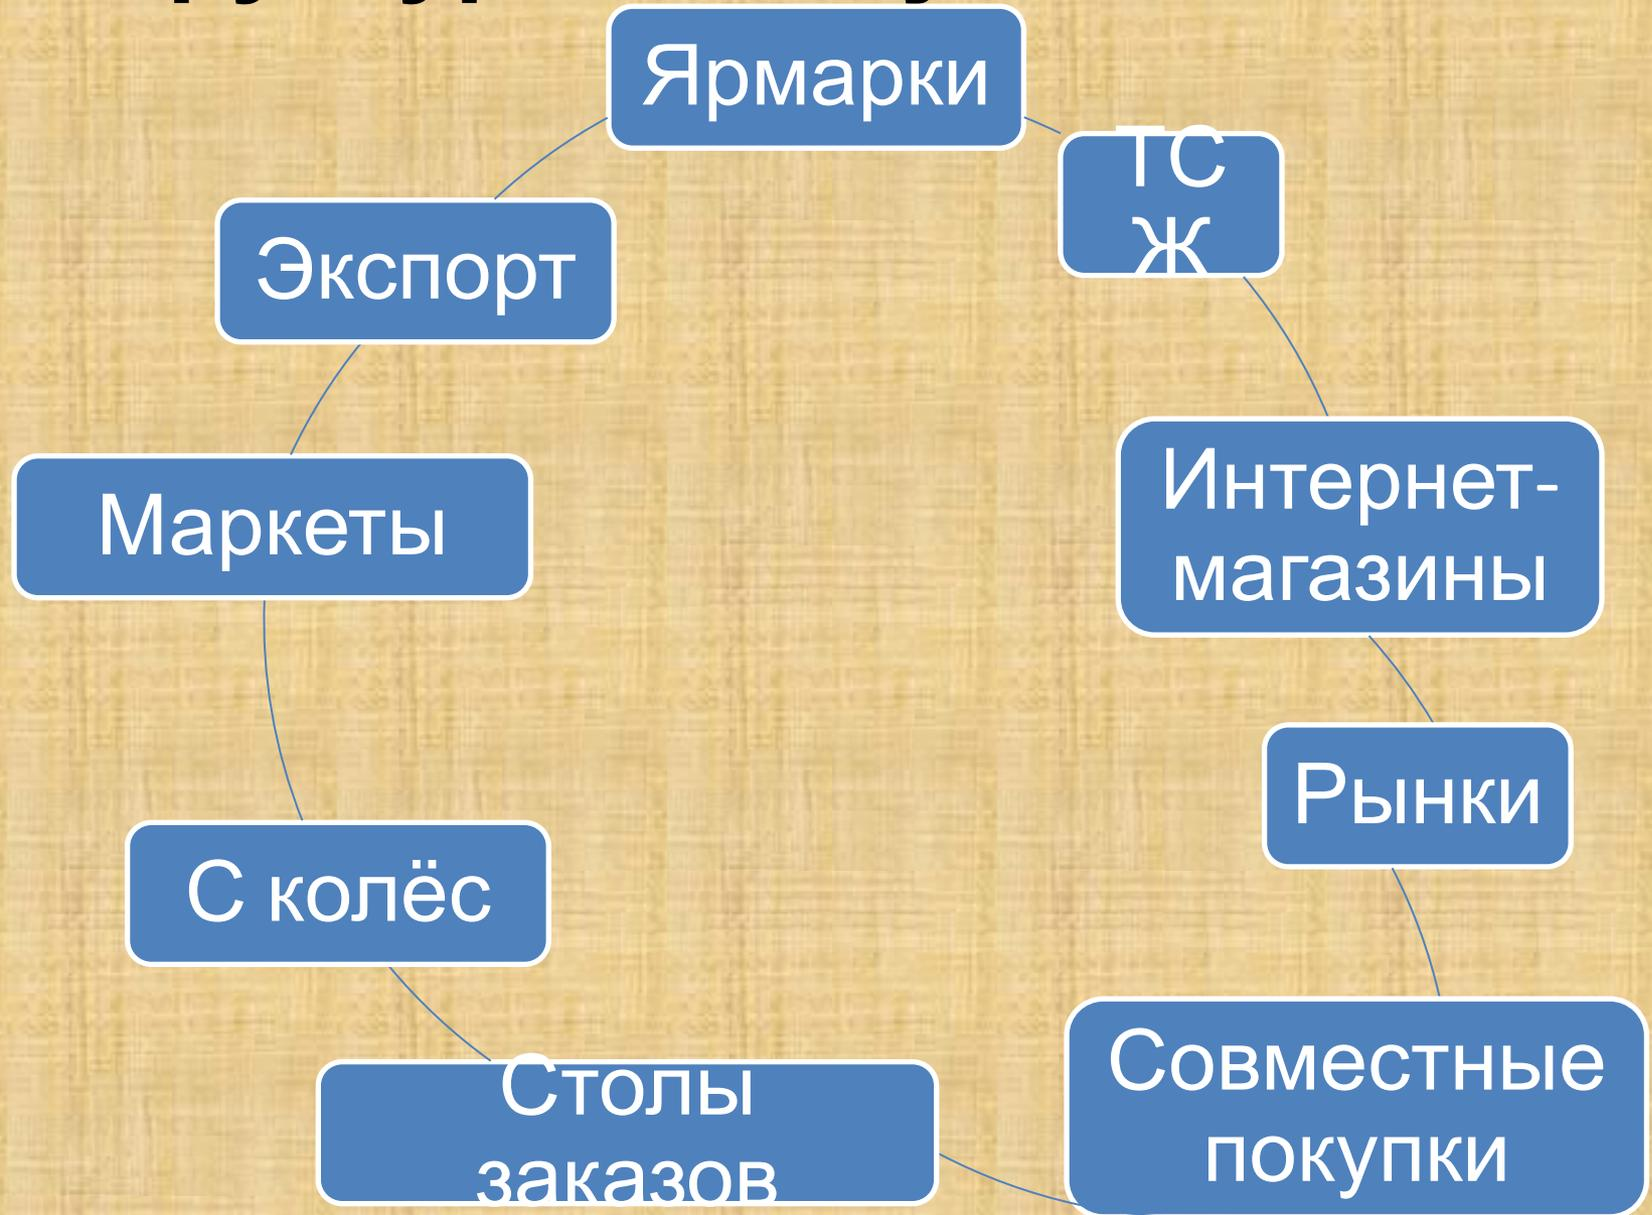 Ярмарки
ТС
Ж
Интернет-
магазины
Рынки
Совместные
покупки
Столы
заказов
С колёс
Маркеты
Экспорт